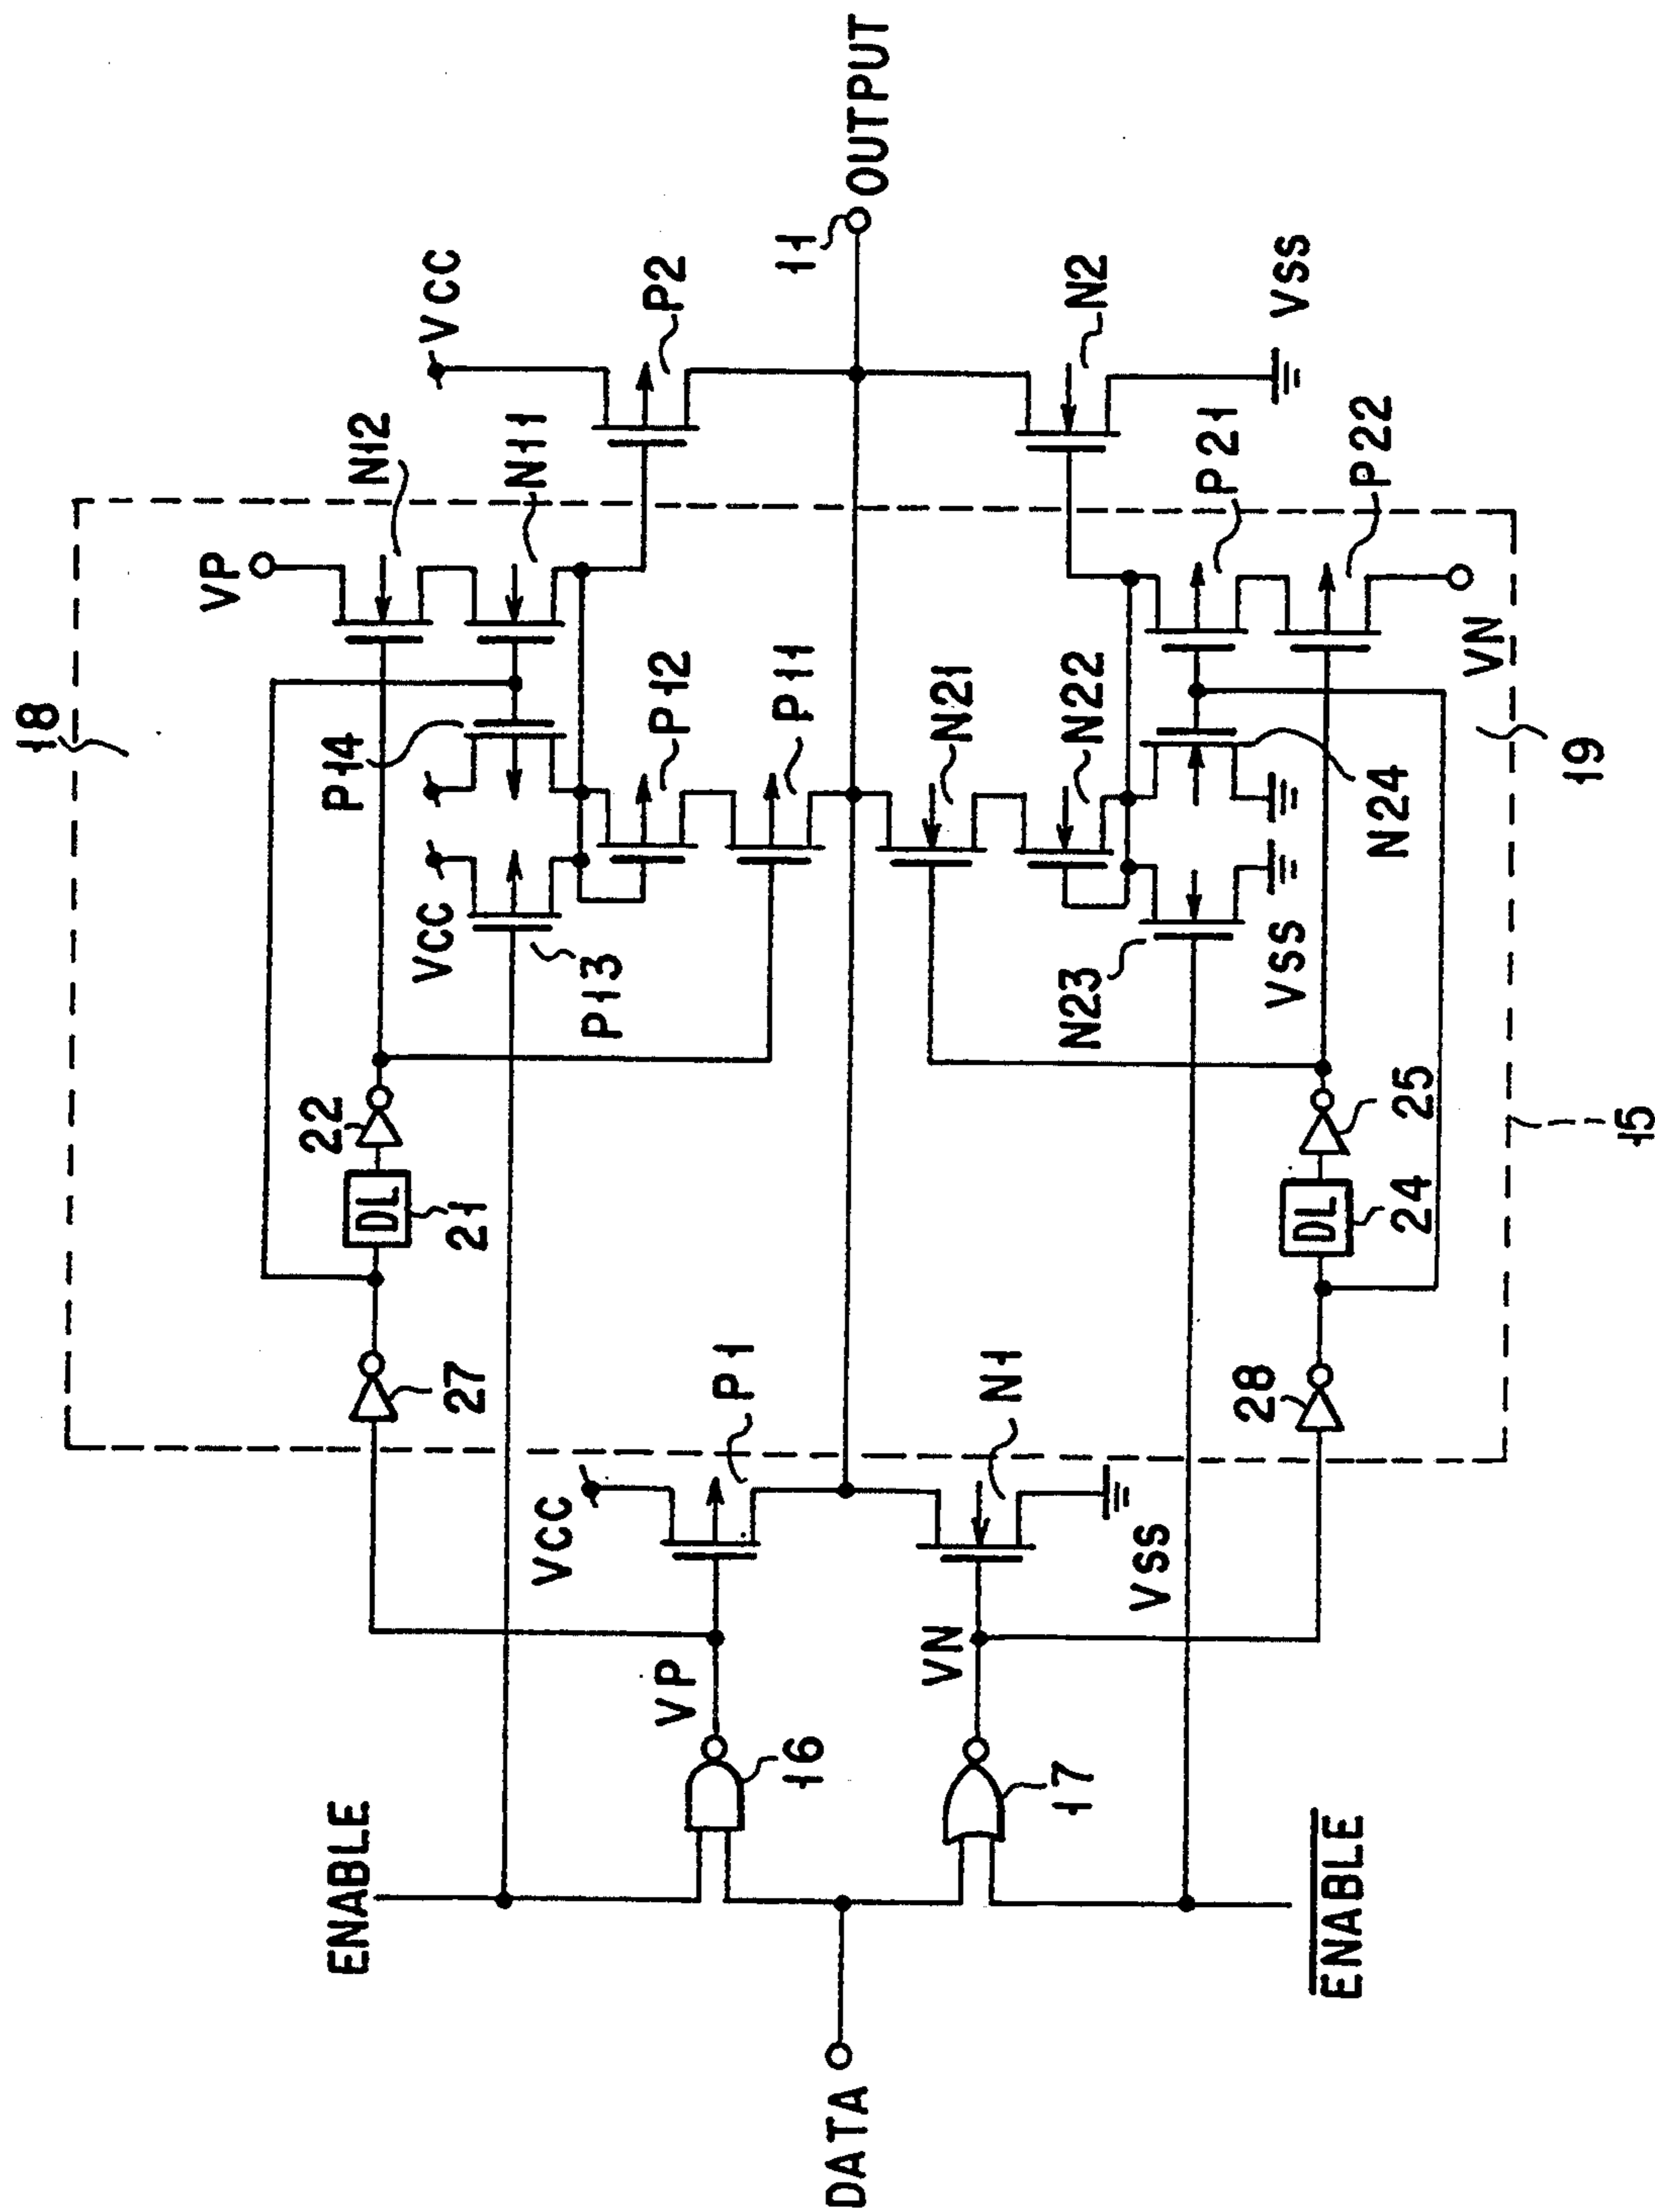 18
VP
N12
VCC
N11
P2
P14
P12
P11
VCC
P13
22
DL
21
27
11
OUTPUT
N21
N22
N2
VSS
P21
P22
VN
N24
N23
VSS
19
25
DL
24
15
28
VCC
P1
N1
VSS
VP
VN
16
17
ENABLE
DATA
ENABLE